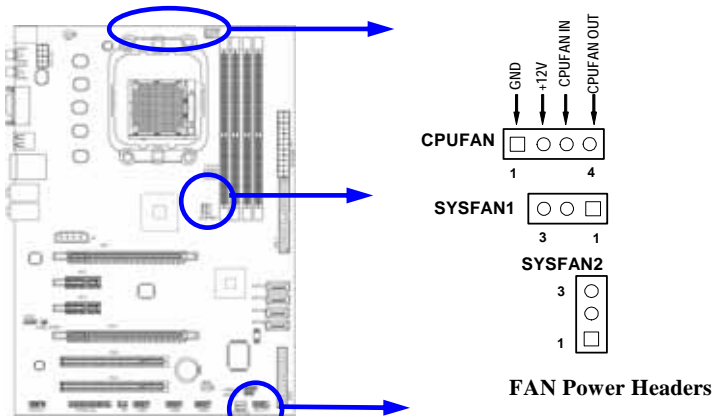 GND
+12V
CPUFAN IN
CPUFAN OUT
CPUFAN
1 4
SYSFAN1
3 1
SYSFAN2
3
1
FAN Power Headers